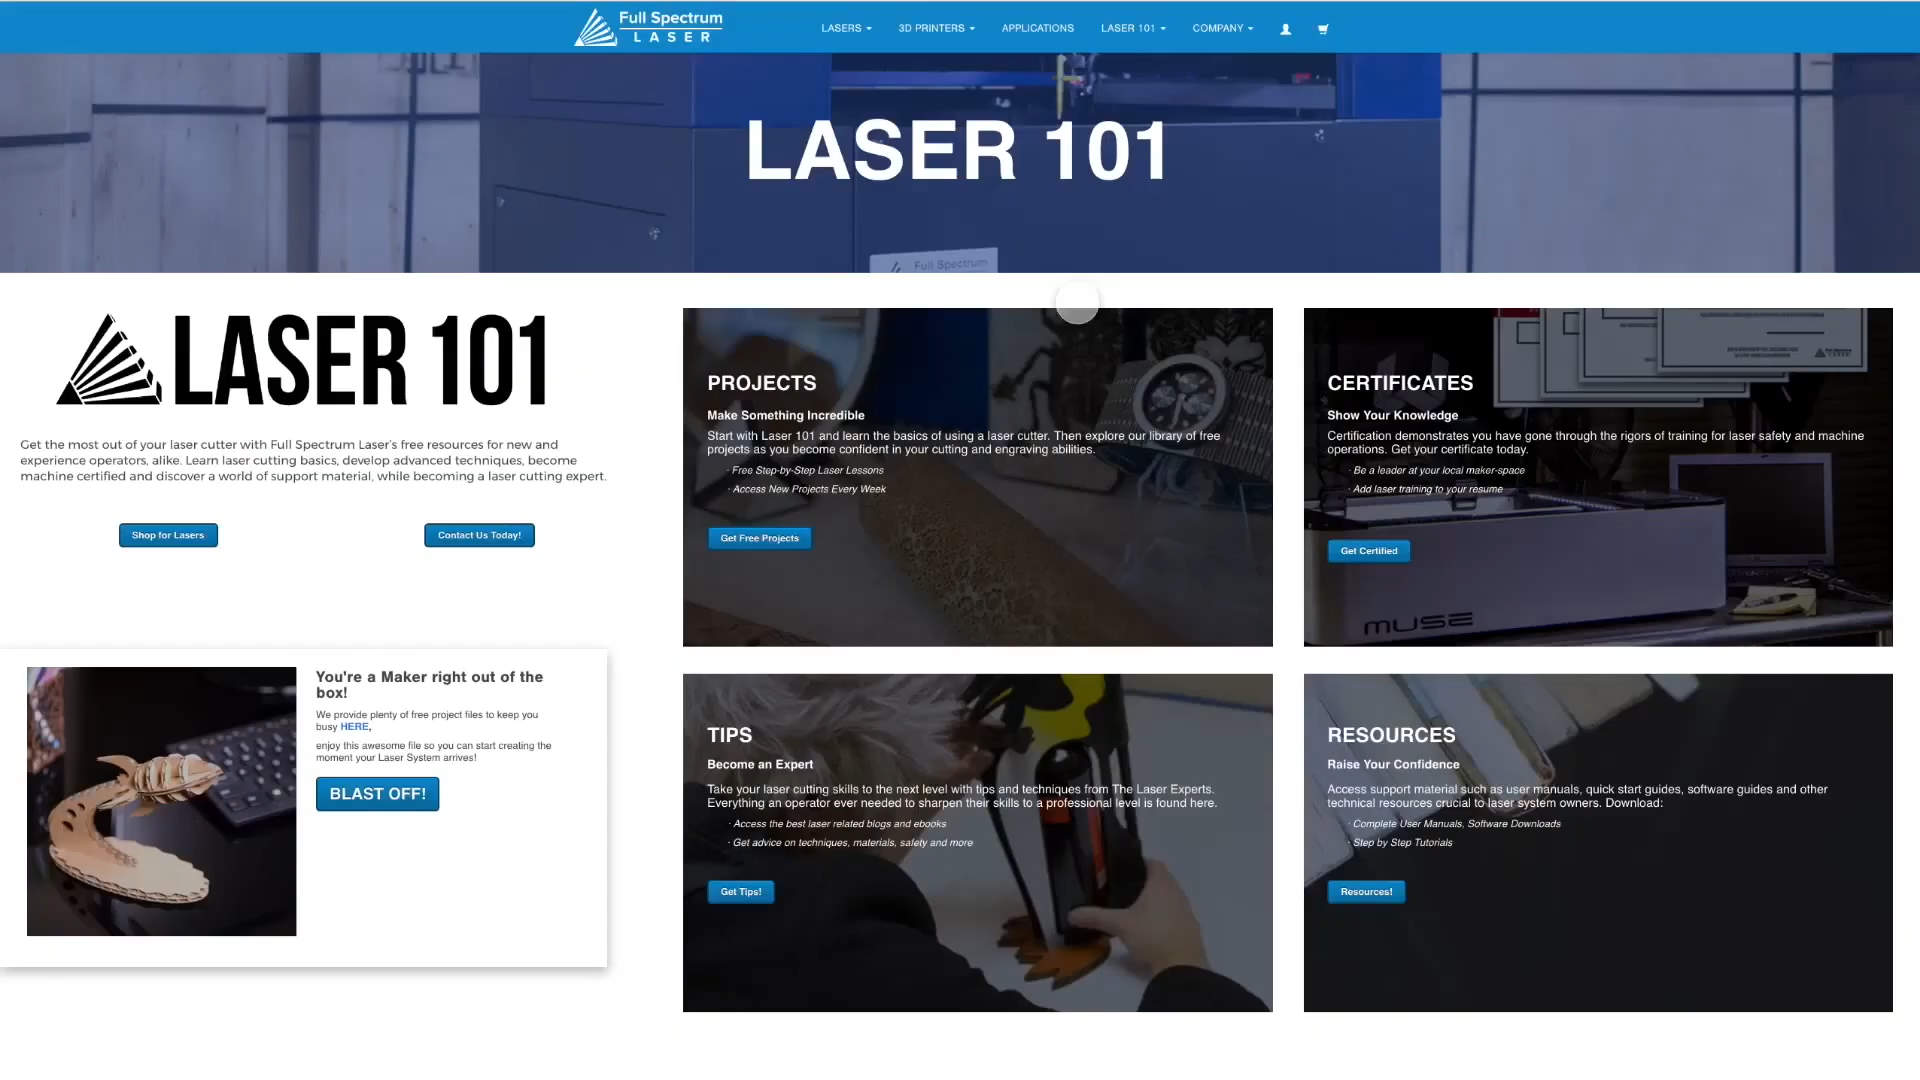 Full Spectrum
LASER
LASERS
3D PRINTERS
APPLICATIONS
LASER 101
COMPANY
LASER 101
Full Spectrum
LASER 101
Get the most out of your laser cutter with Full Spectrum Laser's free resources for new and
experience operators, alike. Learn laser cutting basics, develop advanced techniques, become
machine certified and discover a world of support material, while becoming a laser cutting expert.
Shop for Lasers
Contact Us Today!
You're a Maker right out of the
box!
We provide plenty of free project files to keep you
busy HERE,
enjoy this awesome file so you can start creating the
moment your Laser System arrives!
BLAST OFF!
PROJECTS
Make Something Incredible
Start with Laser 101 and learn the basics of using a laser cutter. Then explore our library of free
projects as you become confident in your cutting and engraving abilities.
· Free Step-by-Step Laser Lessons
· Access New Projects Every Week
Get Free Projects
CERTIFICATES
Show Your Knowledge
Certification demonstrates you have gone through the rigors of training for laser safety and machine
operations. Get your certificate today.
· Be a leader at your local maker-space
· Add laser training to your resume
Get Certified
MUSE
TIPS
Become an Expert
Take your laser cutting skills to the next level with tips and techniques from The Laser Experts.
Everything an operator ever needed to sharpen their skills to a professional level is found here.
· Access the best laser related blogs and ebooks
· Get advice on techniques, materials, safety and more
Get Tips!
RESOURCES
Raise Your Confidence
Access support material such as user manuals, quick start guides, software guides and other
technical resources crucial to laser system owners. Download:
· Complete User Manuals, Software Downloads
· Step by Step Tutorials
Resources!